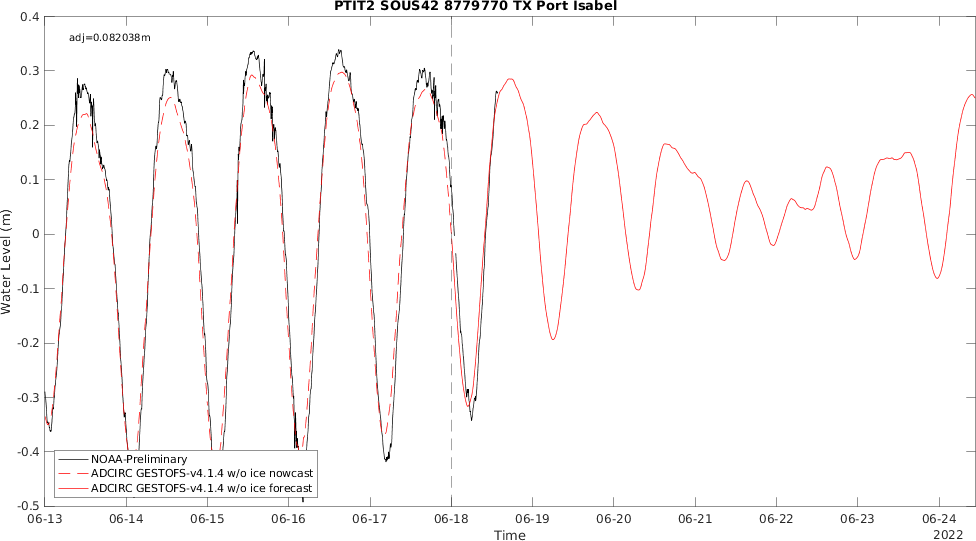 PTIT2 SOUS42 8779770 TX Port Isabel
adj=0.082038m
0.4
0.3
0.2
0.1
0
-0.1
-0.2
-0.3
-0.4
-0.5
Water Level (m)
NOAA-Preliminary
ADCIRC GESTOFS-v4.1.4 w/o ice nowcast
ADCIRC GESTOFS-v4.1.4 w/o ice forecast
06-13 06-14 06-15 06-16 06-17 06-18 06-19 06-20 06-21 06-22 06-23 06-24
Time
2022